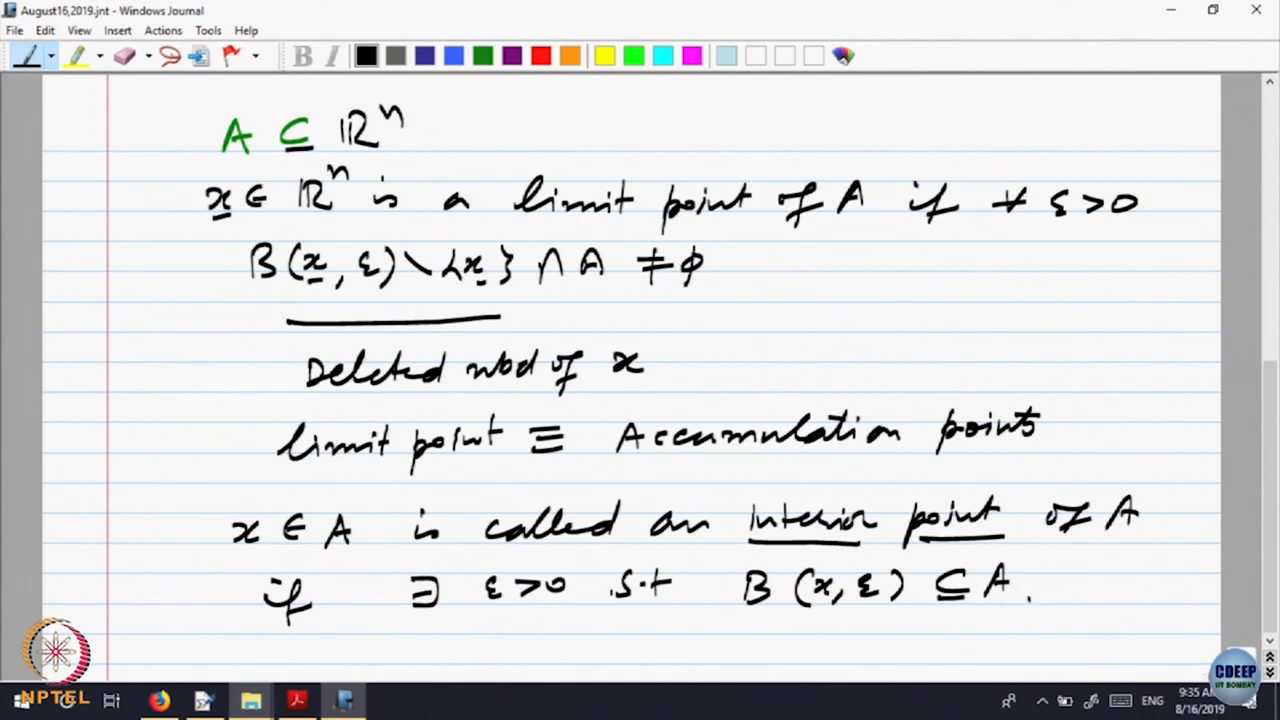 August16,2019.jnt - Windows Journal
File Edit View Insert Actions Tools Help
B I
A ⊆ ℝⁿ
x ∈ ℝⁿ is a limit point of A if ∀ ε > 0
B(x, ε) \ {x} ∩ A ≠ ϕ
Deleted nbd of x
limit point ≡ Accumulation points
x ∈ A is called an interior point of A
if ∃ ε > 0 s.t B (x, ε) ⊆ A.
NPTEL
CDEEP
IIT BOMBAY
ENG
9:35 A
8/16/2019